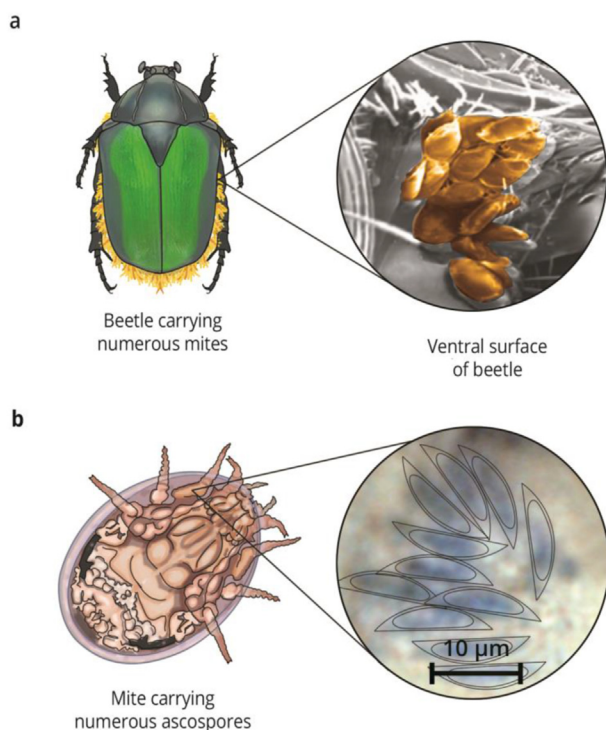 a
Beetle carrying
numerous mites
Ventral surface
of beetle
b
10 μm
Mite carrying
numerous ascospores